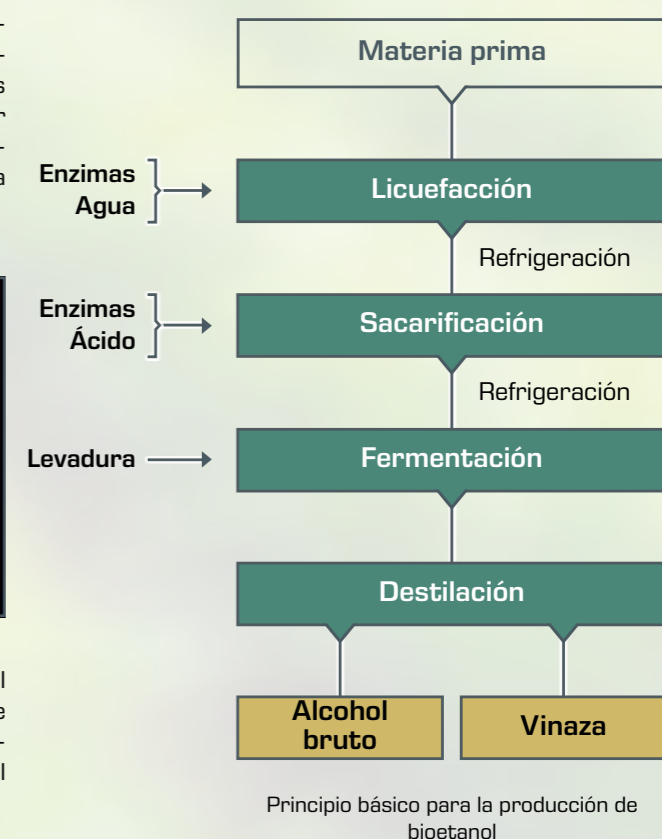 Materia prima
Enzimas
Agua
Licuefacción
Refrigeración
Enzimas
Ácido
Sacarificación
Refrigeración
Levadura
Fermentación
Destilación
Alcohol
bruto
Vinaza
Principio básico para la producción de
bioetanol